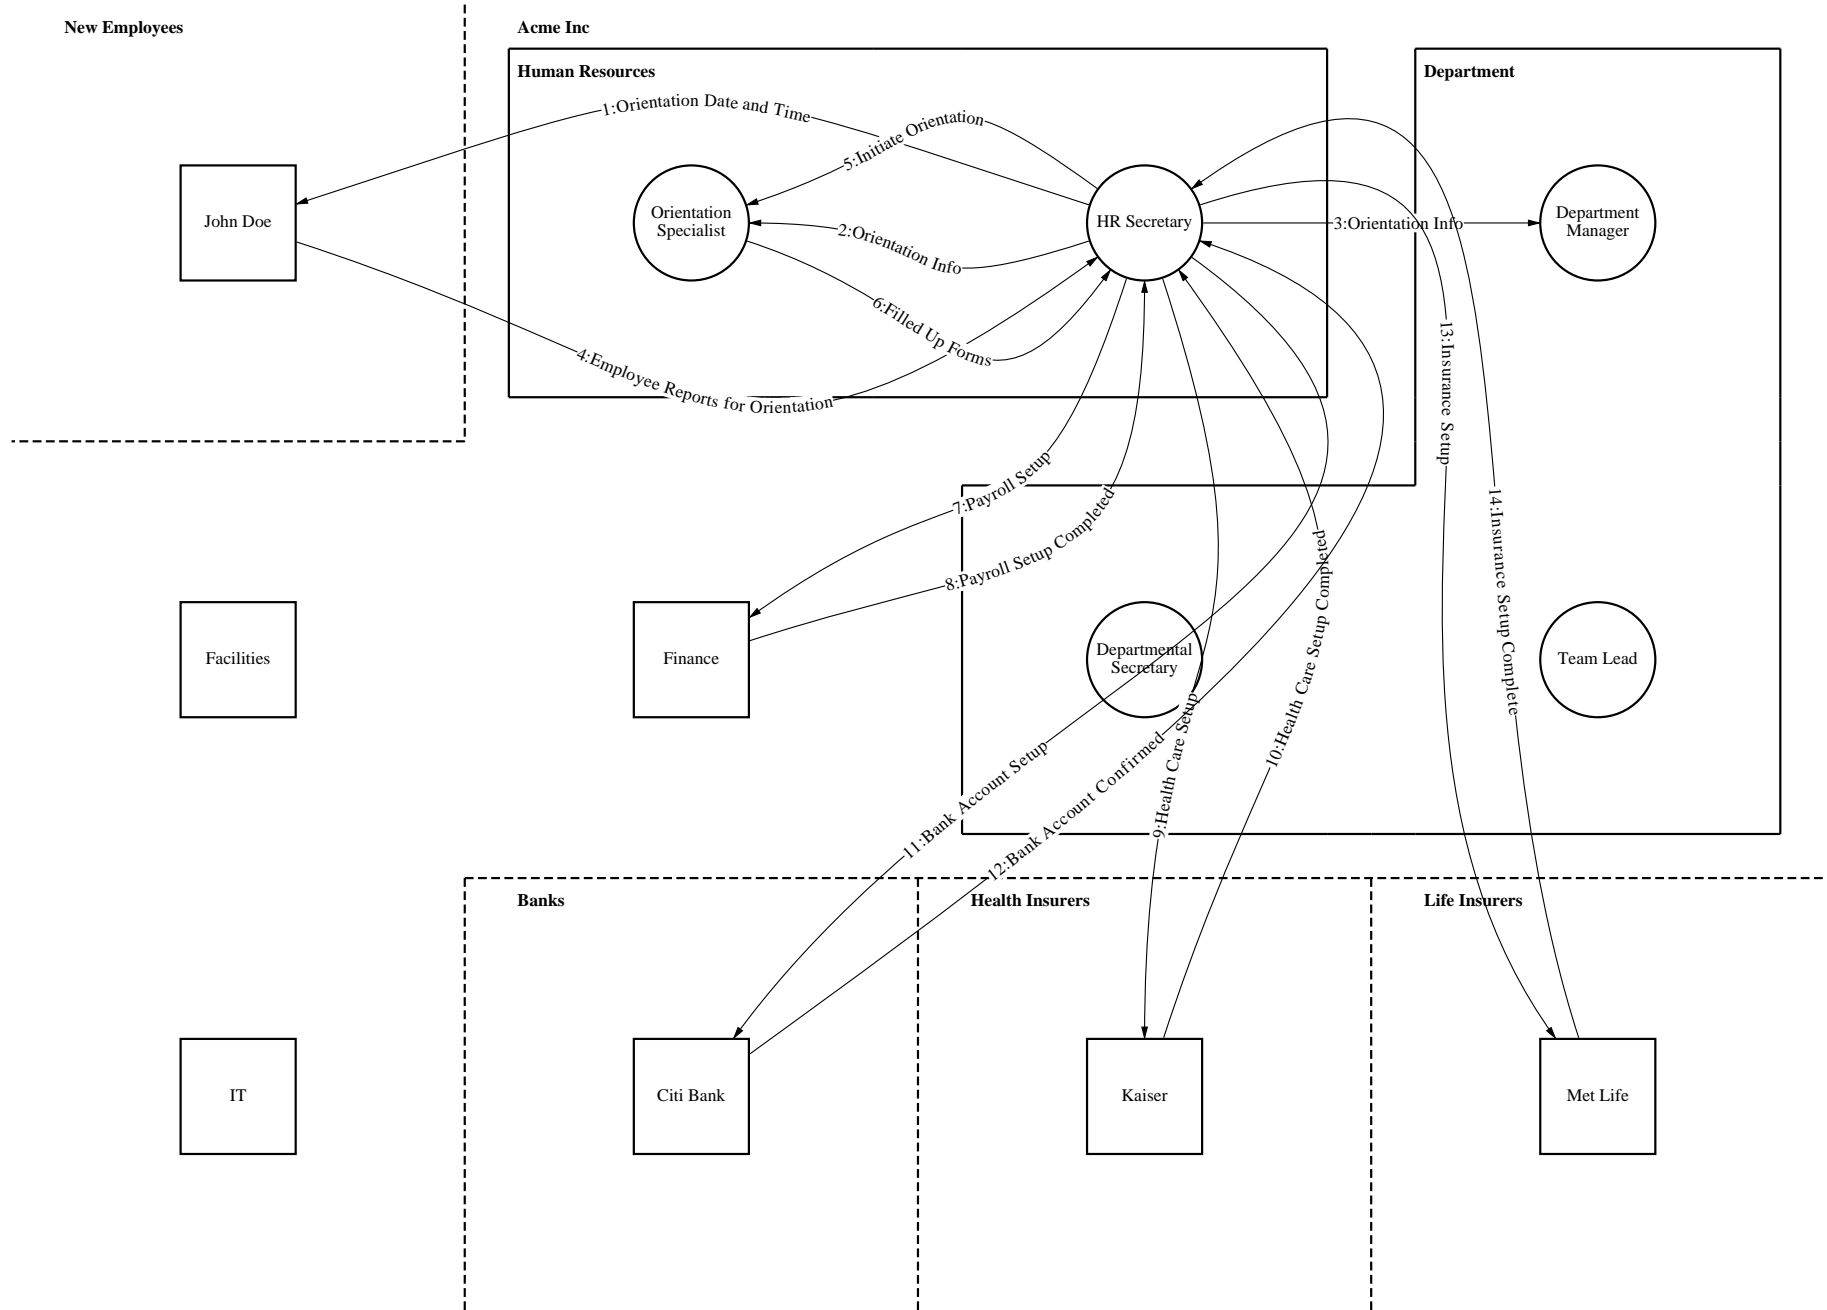 New Employees
Acme Inc
Human Resources
Department
1:Orientation Date and Time
5:Initiate Orientation
John Doe
Orientation
Specialist
HR Secretary
3:Orientation Info
Department
Manager
2:Orientation Info
6:Filled Up Forms
4:Employee Reports for Orientation
13:Insurance Setup
7:Payroll Setup
8:Payroll Setup Completed
14:Insurance Setup Complete
10:Health Care Setup Completed
Facilities
Finance
Departmental
Secretary
Team Lead
9:Health Care Setup
11:Bank Account Setup
12:Bank Account Confirmed
Banks
Health Insurers
Life Insurers
IT
Citi Bank
Kaiser
Met Life